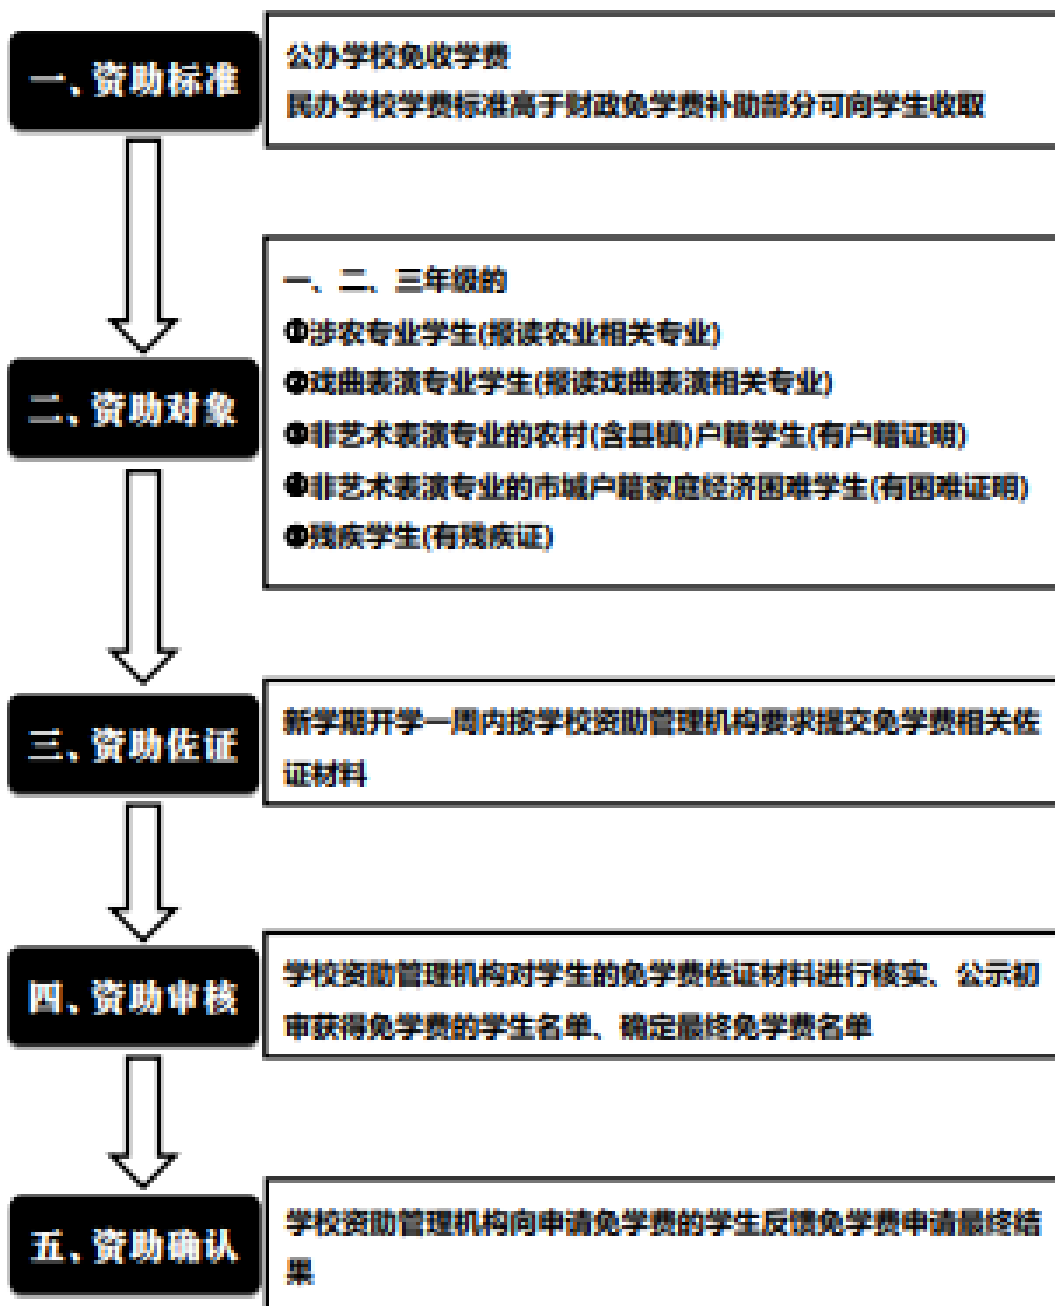 一、资助标准
公办学校免收学费
民办学校学费标准高于财政免学费补助部分可向学生收取
二、资助对象
一、二、三年级的
①涉农专业学生(报读农业相关专业)
②戏曲表演专业学生(报读戏曲表演相关专业)
③非艺术表演专业的农村(含县镇)户籍学生(有户籍证明)
④非艺术表演专业的市城户籍家庭经济困难学生(有困难证明)
⑤残疾学生(有残疾证)
三、资助佐证
新学期开学一周内按学校资助管理机构要求提交免学费相关佐
证材料
四、资助审核
学校资助管理机构对学生的免学费佐证材料进行核实、公示初
审获得免学费的学生名单、确定最终免学费名单
五、资助确认
学校资助管理机构向申请免学费的学生反馈免学费申请最终结
果